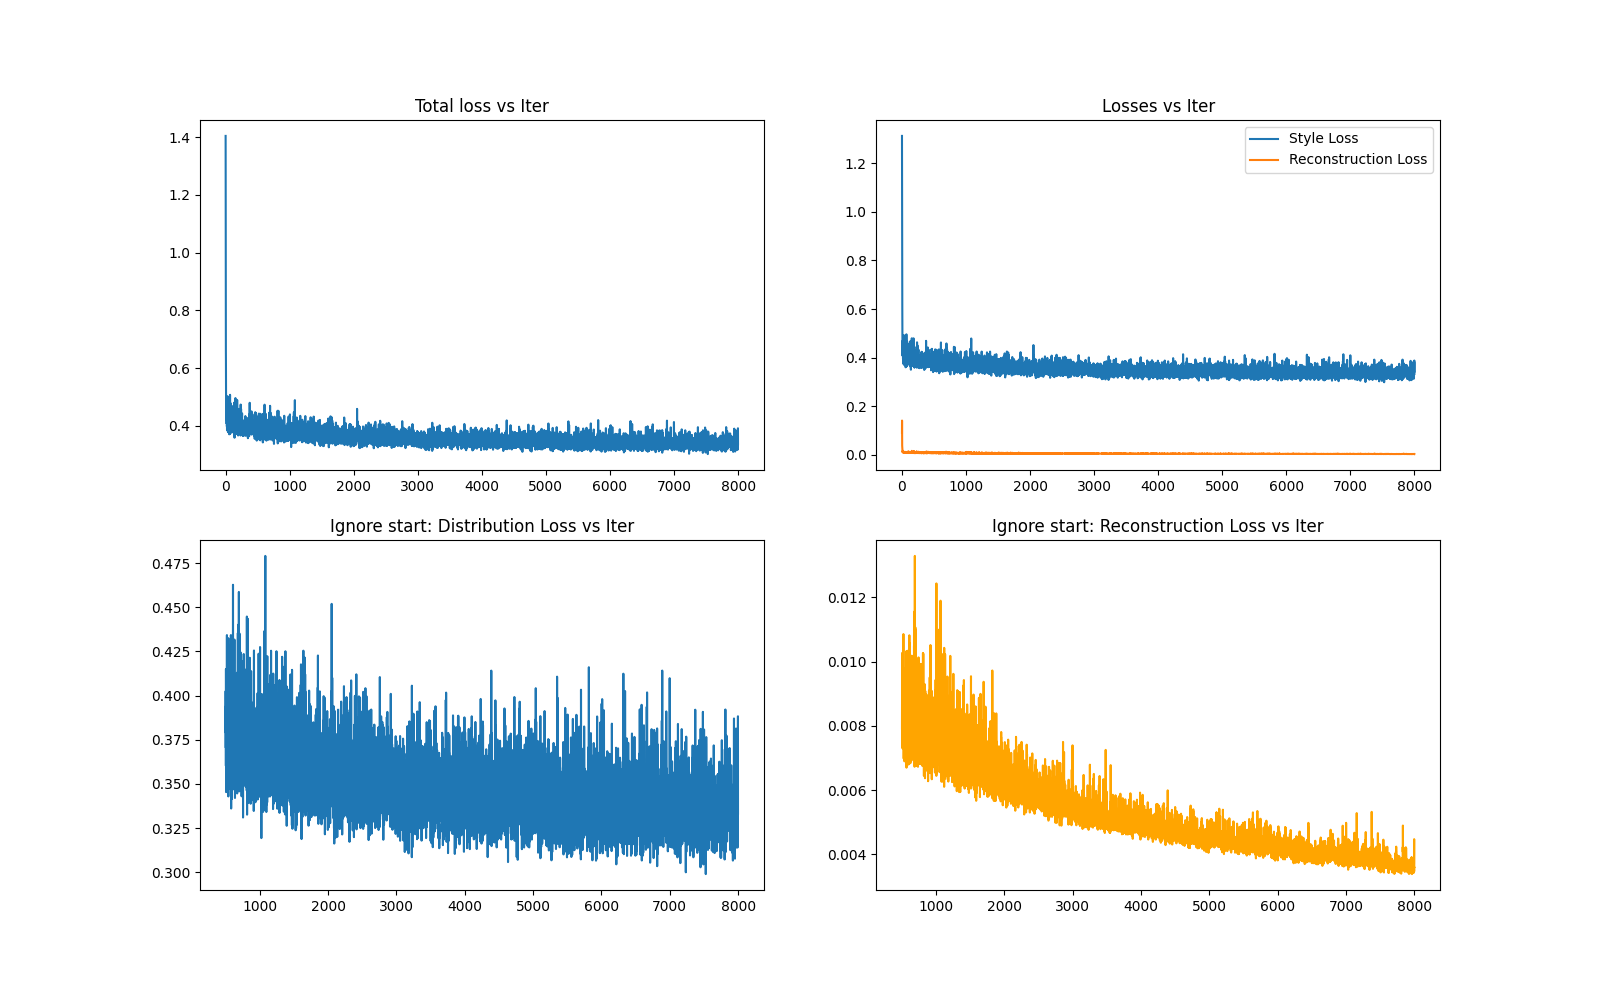 Total loss vs Iter
1.4
1.2
1.0
0.8
0.6
0.4
0 1000 2000 3000 4000 5000 6000 7000 8000
Losses vs Iter
Style Loss
Reconstruction Loss
1.2
1.0
0.8
0.6
0.4
0.2
0.0
0 1000 2000 3000 4000 5000 6000 7000 8000
Ignore start: Distribution Loss vs Iter
0.475
0.450
0.425
0.400
0.375
0.350
0.325
0.300
1000 2000 3000 4000 5000 6000 7000 8000
Ignore start: Reconstruction Loss vs Iter
0.012
0.010
0.008
0.006
0.004
1000 2000 3000 4000 5000 6000 7000 8000